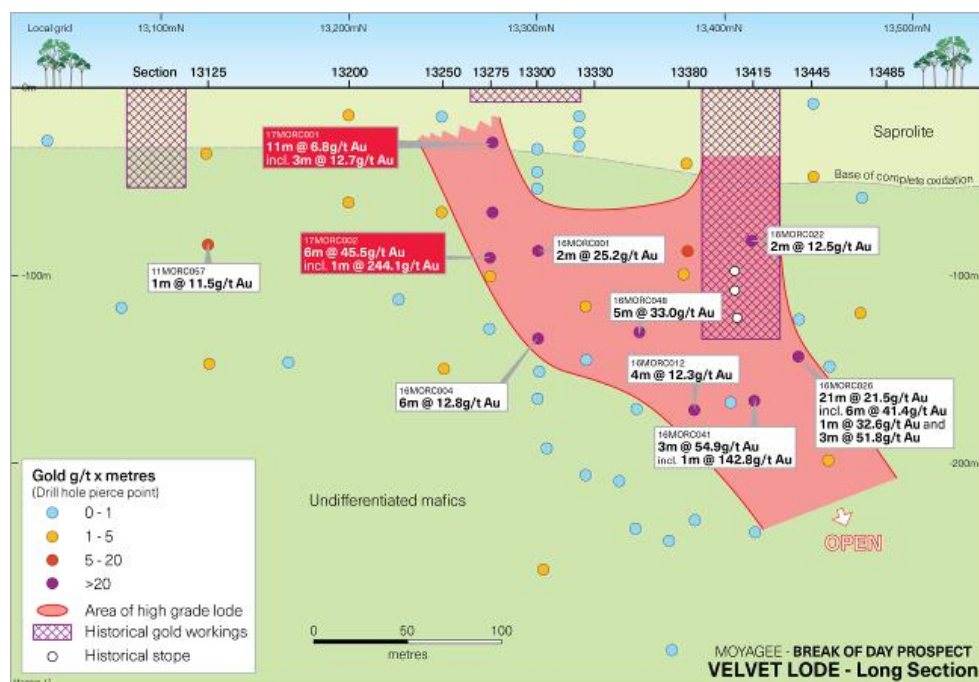 Local grid 13,100mN 13,200mN 13,300mN 13,400mN 13,500mN
Section 13125 13200 13250 13275 13300 13330 13380 13415 13445 13485
0m
Saprolite
Base of complete oxidation
17MORC001
11m @ 6.8g/t Au
incl. 3m @ 12.7g/t Au
17MORC002
6m @ 45.5g/t Au
incl. 1m @ 244.1g/t Au
16MORC001
2m @ 25.2g/t Au
16MORC022
2m @ 12.5g/t Au
11MORC057
1m @ 11.5g/t Au
-100m
-100m
16MORC048
5m @ 33.0g/t Au
16MORC012
4m @ 12.3g/t Au
16MORC004
6m @ 12.8g/t Au
16MORC026
21m @ 21.5g/t Au
incl. 6m @ 41.4g/t Au
1m @ 32.6g/t Au and
3m @ 51.8g/t Au
16MORC041
3m @ 54.9g/t Au
incl. 1m @ 142.8g/t Au
-200m
OPEN
Undifferentiated mafics
Gold g/t x metres
(Drill hole pierce point)
0 - 1
1 - 5
5 - 20
>20
Area of high grade lode
Historical gold workings
Historical stope
0 50 100
metres
MOYAGEE - BREAK OF DAY PROSPECT
VELVET LODE - Long Section